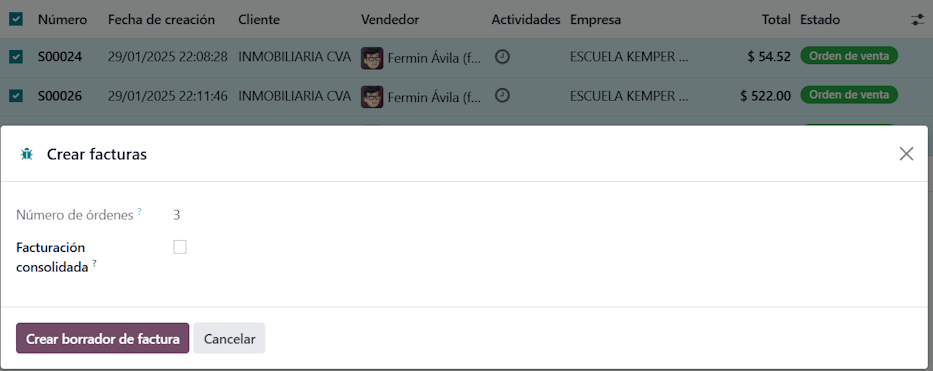 Número Fecha de creación Cliente Vendedor Actividades Empresa Total Estado
S00024 29/01/2025 22:08:28 INMOBILIARIA CVA Fermin Ávila (f... ESCUELA KEMPER ... $ 54.52 Orden de venta
S00026 29/01/2025 22:11:46 INMOBILIARIA CVA Fermin Ávila (f... ESCUELA KEMPER ... $ 522.00 Orden de venta
Crear facturas
Número de órdenes ? 3
Facturación
consolidada ?
Crear borrador de factura Cancelar